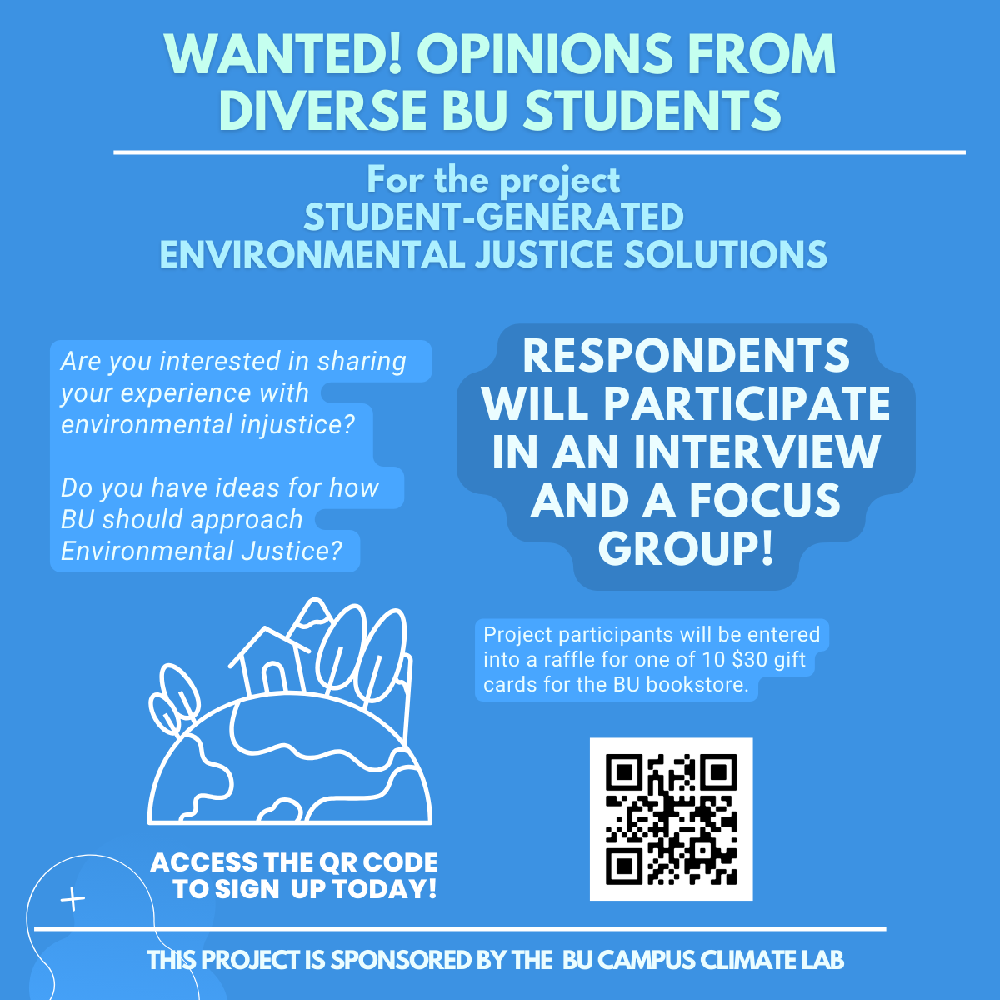 WANTED! OPINIONS FROM
DIVERSE BU STUDENTS
For the project
STUDENT-GENERATED
ENVIRONMENTAL JUSTICE SOLUTIONS
Are you interested in sharing
your experience with
environmental injustice?
Do you have ideas for how
BU should approach
Environmental Justice?
RESPONDENTS
WILL PARTICIPATE
IN AN INTERVIEW
AND A FOCUS
GROUP!
Project participants will be entered
into a raffle for one of 10 $30 gift
cards for the BU bookstore.
ACCESS THE QR CODE
TO SIGN UP TODAY!
THIS PROJECT IS SPONSORED BY THE BU CAMPUS CLIMATE LAB